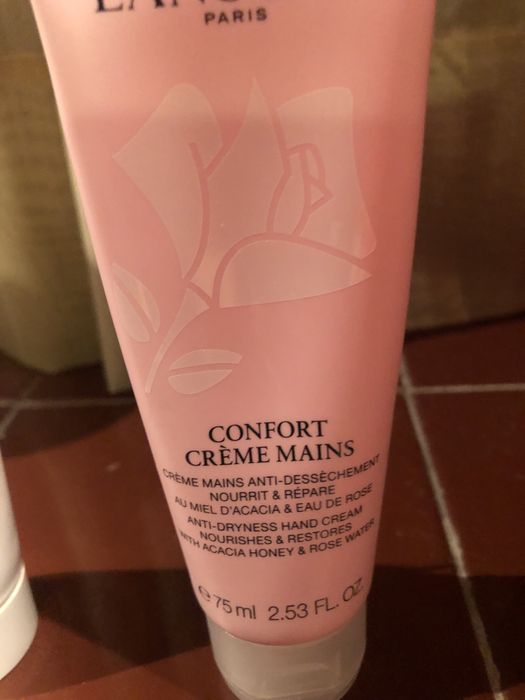 PARIS
CONFORT
CRÈME MAINS
CRÈME MAINS ANTI-DESSÈCHEMENT
NOURRIT & RÉPARE
AU MIEL D'ACACIA & EAU DE ROSE
ANTI-DRYNESS HAND CREAM
NOURISHES & RESTORES
WITH ACACIA HONEY & ROSE WATER
℮ 75 ml 2.53 FL. OZ.